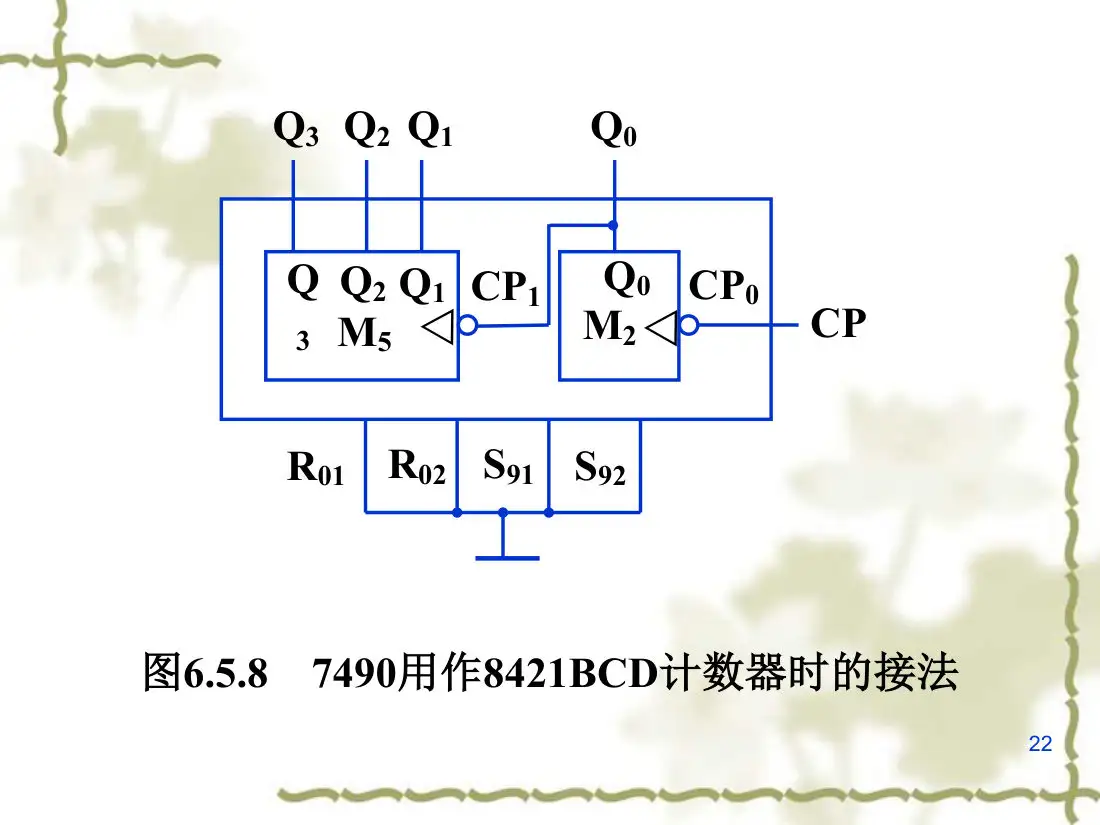 Q₃ Q₂ Q₁ Q₀
Q Q₂ Q₁ CP₁ Q₀ CP₀
3 M₅ M₂ CP
R₀₁ R₀₂ S₉₁ S₉₂
图6.5.8 7490用作8421BCD计数器时的接法
22